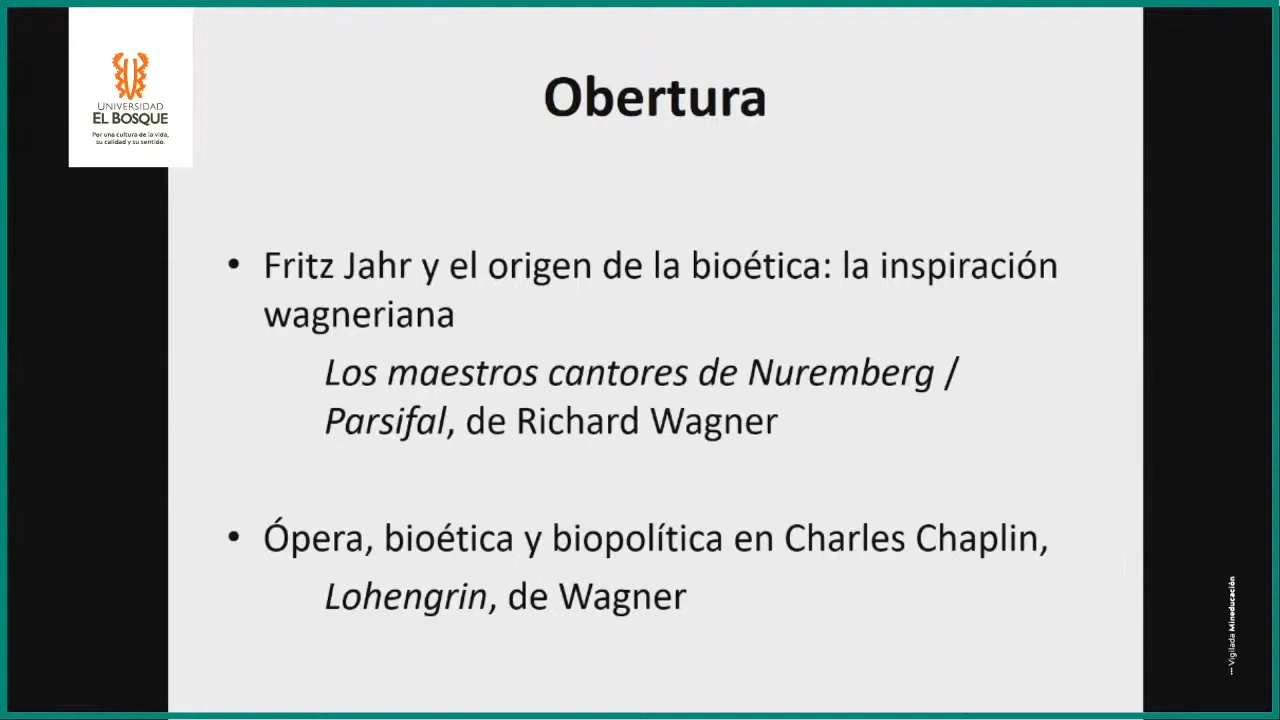 UNIVERSIDAD
EL BOSQUE
Por una cultura de la vida,
su calidad y su sentido.
Obertura
• Fritz Jahr y el origen de la bioética: la inspiración
wagneriana
Los maestros cantores de Nuremberg /
Parsifal, de Richard Wagner
• Ópera, bioética y biopolítica en Charles Chaplin,
Lohengrin, de Wagner
Vigilada Mineducación